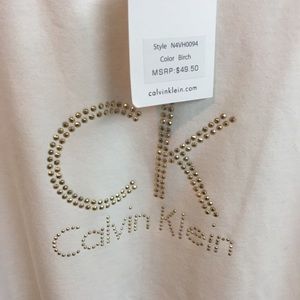 Style N4VH0094
Color Birch
MSRP:$49.50
calvinklein.com
CK
Calvin Klein